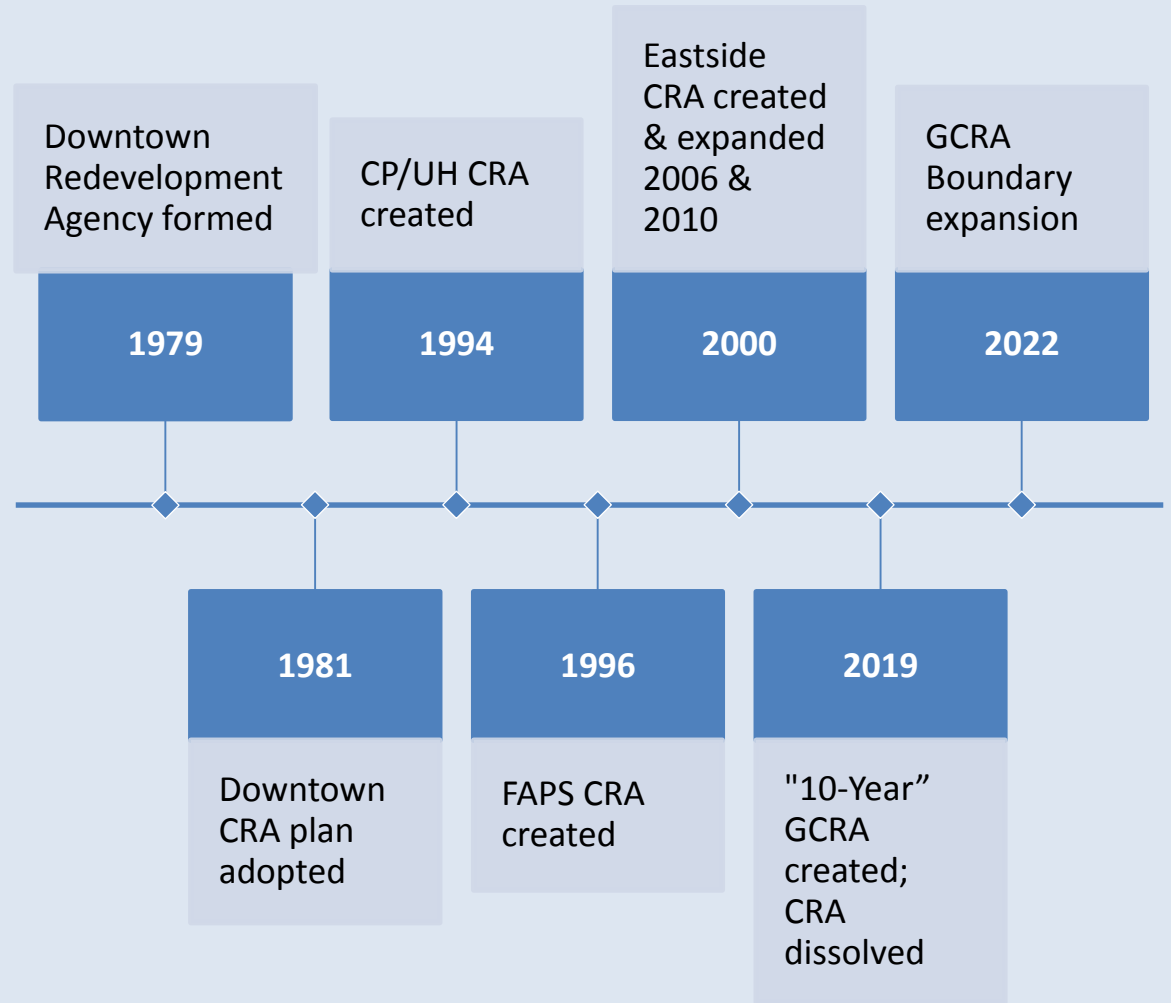 Downtown
Redevelopment
Agency formed
1979
1981
Downtown
CRA plan
adopted
CP/UH CRA
created
1994
1996
FAPS CRA
created
Eastside
CRA created
& expanded
2006 &
2010
2000
2019
"10-Year”
GCRA
created;
CRA
dissolved
GCRA
Boundary
expansion
2022